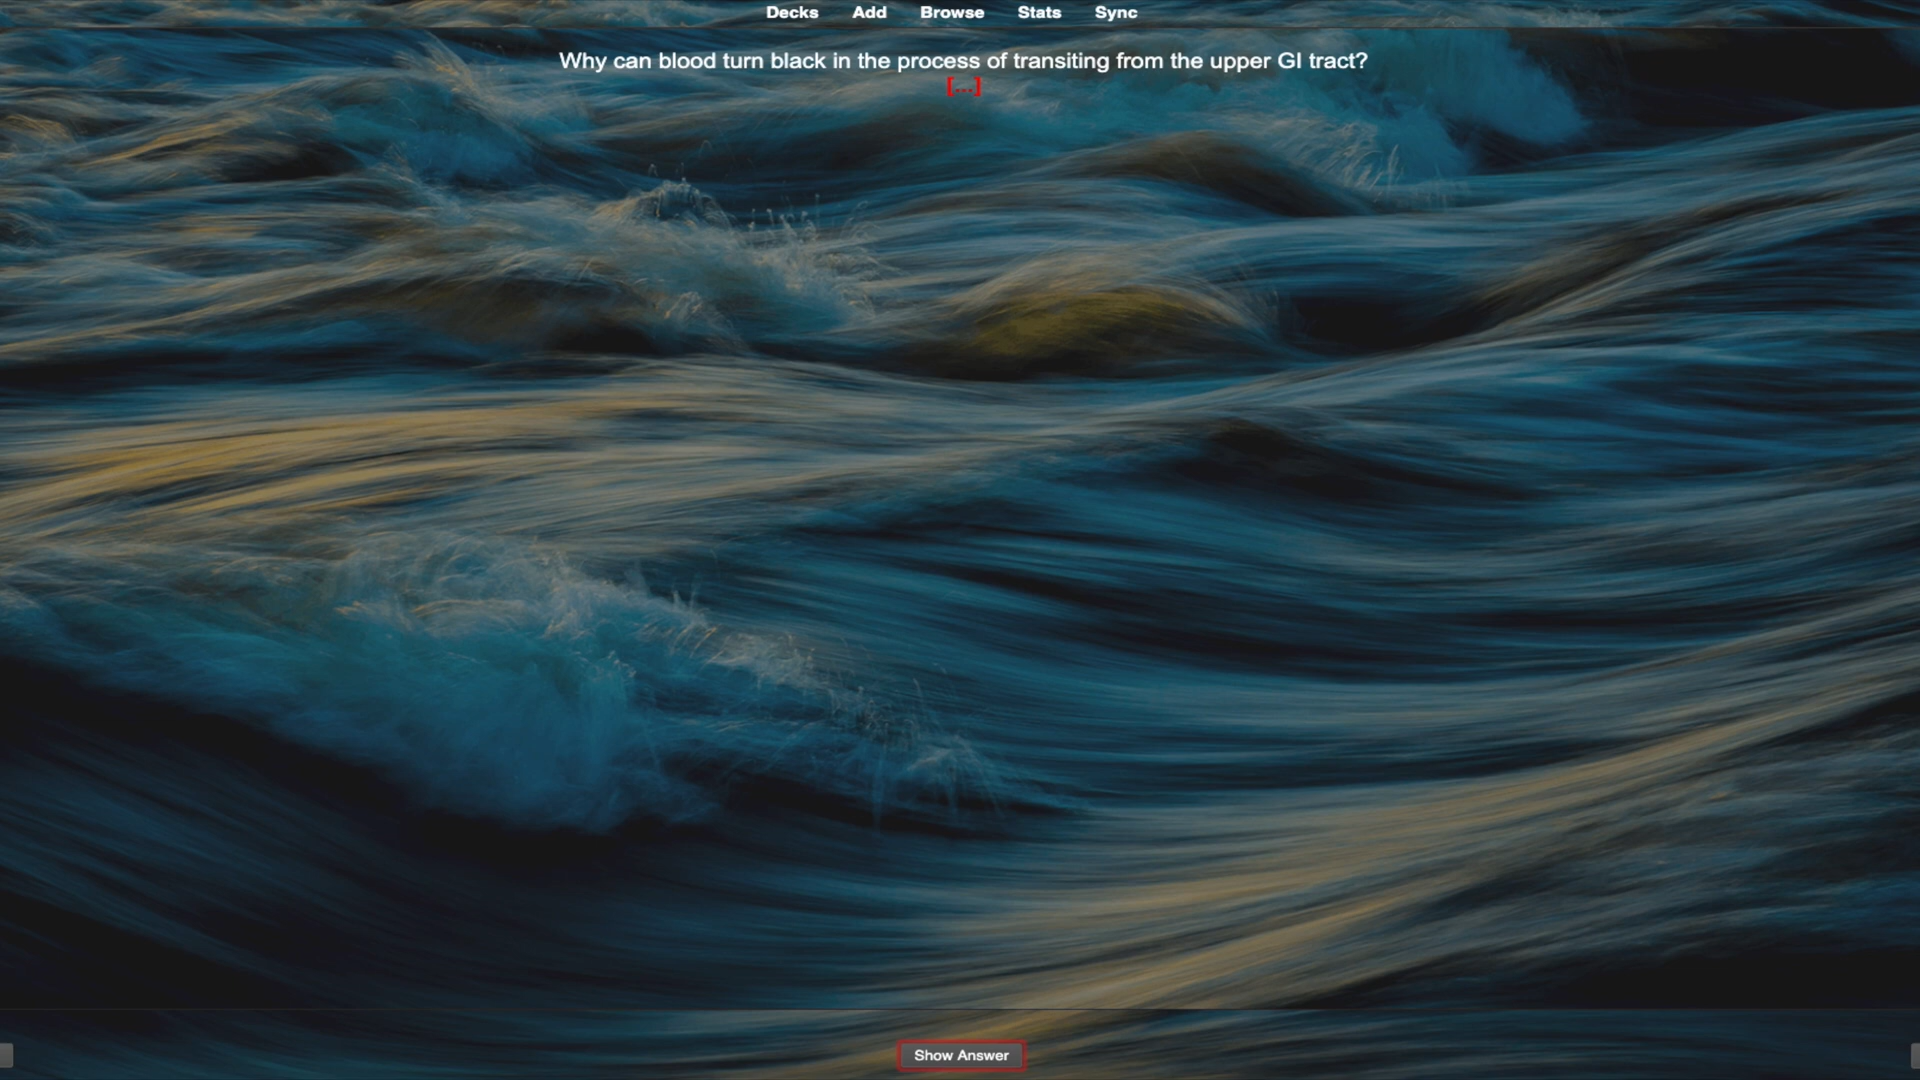 Decks Add Browse Stats Sync
Why can blood turn black in the process of transiting from the upper GI tract?
[...]
Show Answer